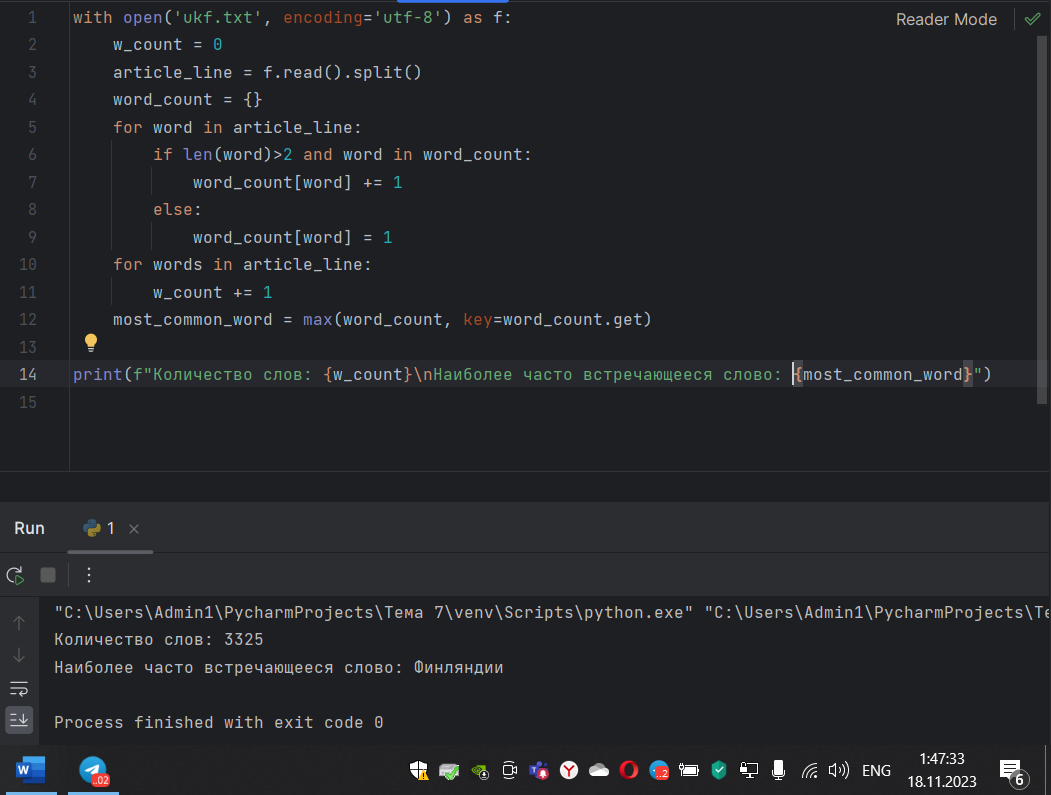 1 with open('ukf.txt', encoding='utf-8') as f:
Reader Mode
2     w_count = 0
3     article_line = f.read().split()
4     word_count = {}
5     for word in article_line:
6         if len(word)>2 and word in word_count:
7             word_count[word] += 1
8         else:
9             word_count[word] = 1
10     for words in article_line:
11         w_count += 1
12     most_common_word = max(word_count, key=word_count.get)
13
14 print(f"Количество слов: {w_count}\nНаиболее часто встречающееся слово: {most_common_word}")
15
Run 1
"C:\Users\Admin1\PycharmProjects\Тема 7\venv\Scripts\python.exe" "C:\Users\Admin1\PycharmProjects\Те
Количество слов: 3325
Наиболее часто встречающееся слово: Финляндии
Process finished with exit code 0
W ..02 ..2 ENG 1:47:33
18.11.2023 6